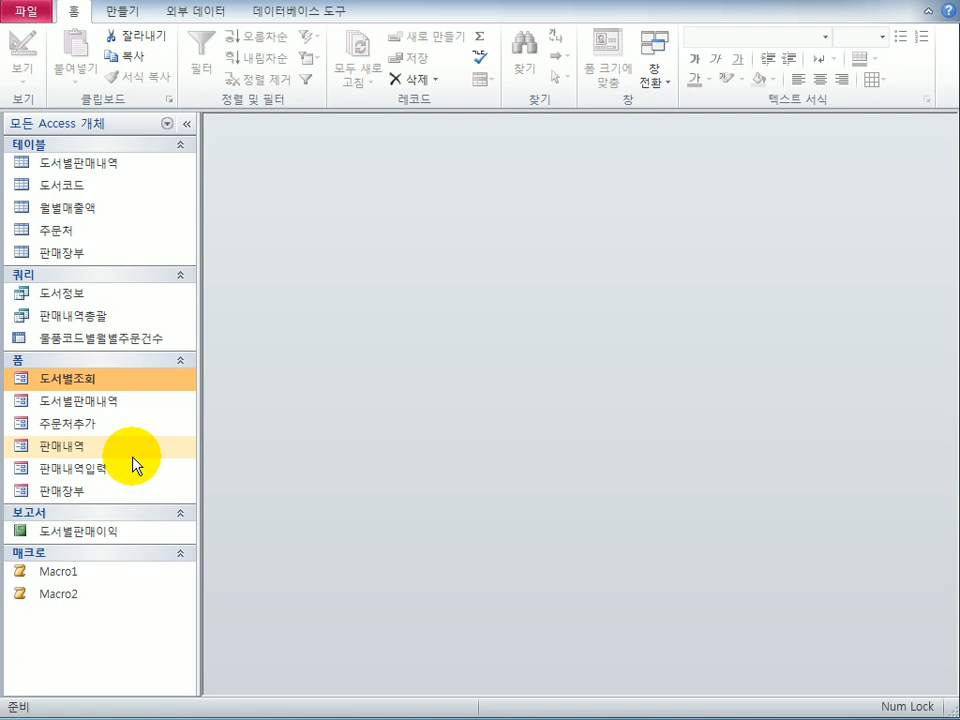 파일 홈 만들기 외부 데이터 데이터베이스 도구
보기
붙여넣기
잘라내기
복사
서식 복사
필터
오름차순
내림차순
정렬 제거
모두 새로
고침
새로 만들기
저장
삭제
찾기
폼 크기에
맞춤
창
전환
가 가 가
가
보기 클립보드 정렬 및 필터 레코드 찾기 창 텍스트 서식
모든 Access 개체
테이블
도서별판매내역
도서코드
월별매출액
주문처
판매장부
쿼리
도서정보
판매내역총괄
물품코드별월별주문건수
폼
도서별조회
도서별판매내역
주문처추가
판매내역
판매내역입력
판매장부
보고서
도서별판매이익
매크로
Macro1
Macro2
준비 Num Lock